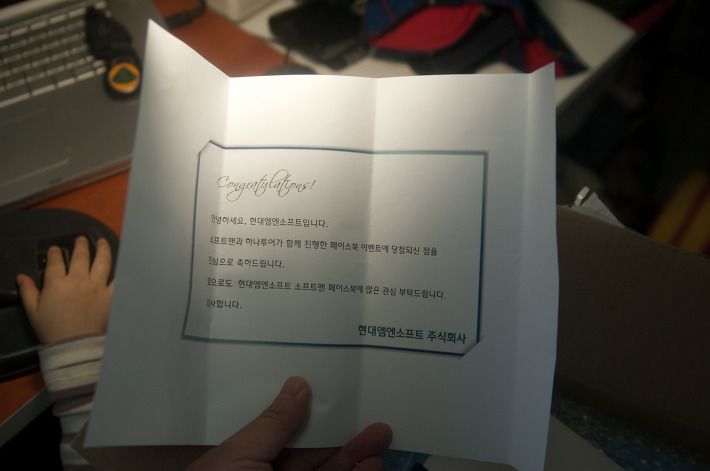 Congratulations!
안녕하세요, 현대엠엔소프트입니다.
소프트맨과 하나투어가 함께 진행한 페이스북 이벤트에 당첨되신 점을
진심으로 축하드립니다.
앞으로도 현대엠엔소프트 소프트맨 페이스북에 많은 관심 부탁드립니다.
감사합니다.
현대엠엔소프트 주식회사